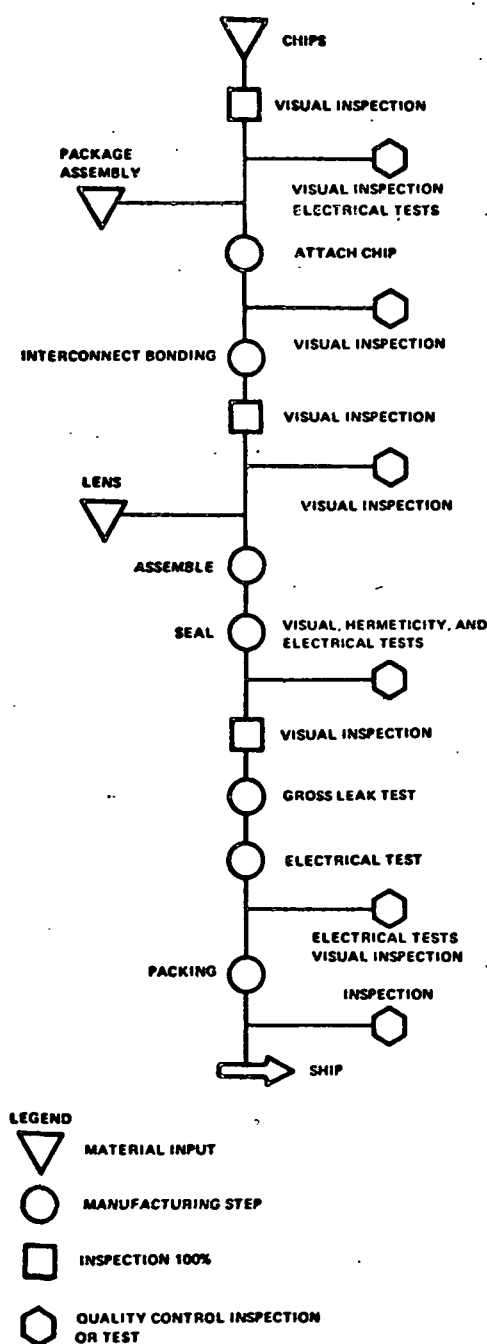 CHIPS
VISUAL INSPECTION
PACKAGE
ASSEMBLY
VISUAL INSPECTION
ELECTRICAL TESTS
ATTACH CHIP
VISUAL INSPECTION
INTERCONNECT BONDING
VISUAL INSPECTION
VISUAL INSPECTION
LENS
ASSEMBLE
SEAL
VISUAL, HERMETICITY, AND
ELECTRICAL TESTS
VISUAL INSPECTION
GROSS LEAK TEST
ELECTRICAL TEST
ELECTRICAL TESTS
VISUAL INSPECTION
PACKING
INSPECTION
SHIP
LEGEND
MATERIAL INPUT
MANUFACTURING STEP
INSPECTION 100%
QUALITY CONTROL INSPECTION
OR TEST